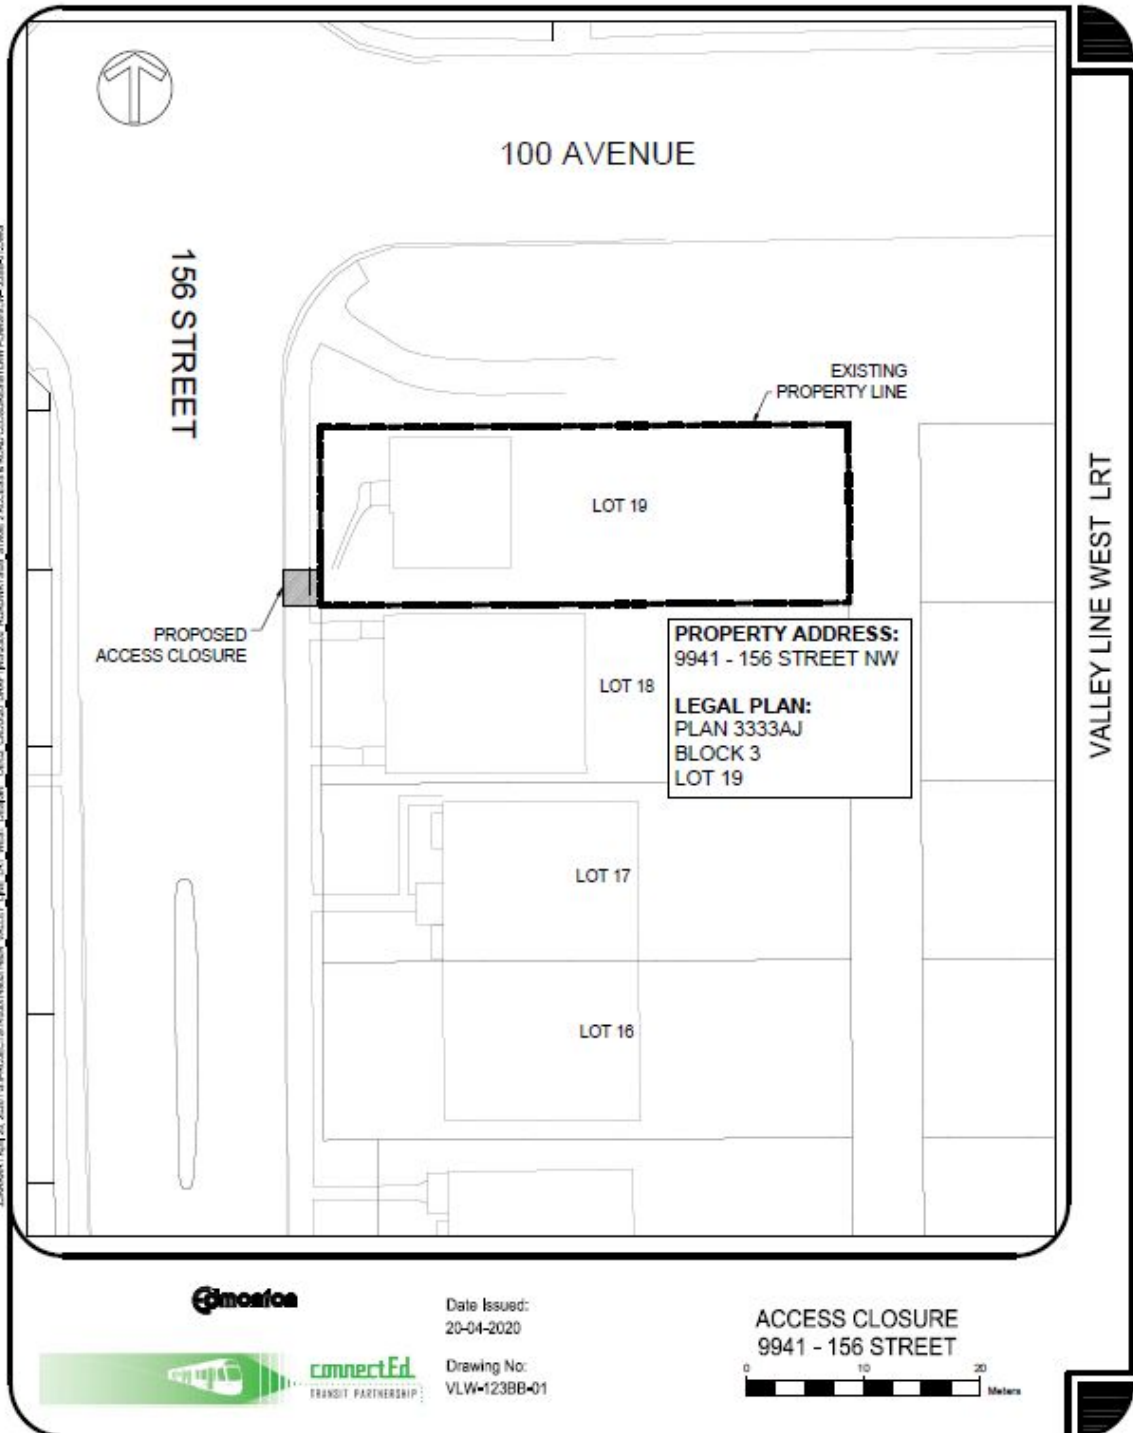 100 AVENUE
156 STREET
EXISTING
PROPERTY LINE
LOT 19
PROPOSED
ACCESS CLOSURE
PROPERTY ADDRESS:
9941 - 156 STREET NW
LEGAL PLAN:
PLAN 3333AJ
BLOCK 3
LOT 19
LOT 18
LOT 17
LOT 16
VALLEY LINE WEST LRT
Edmonton
connectEd
TRANSIT PARTNERSHIP
Date Issued:
20-04-2020
Drawing No:
VLW-123BB-01
ACCESS CLOSURE
9941 - 156 STREET
0 10 20
Meters